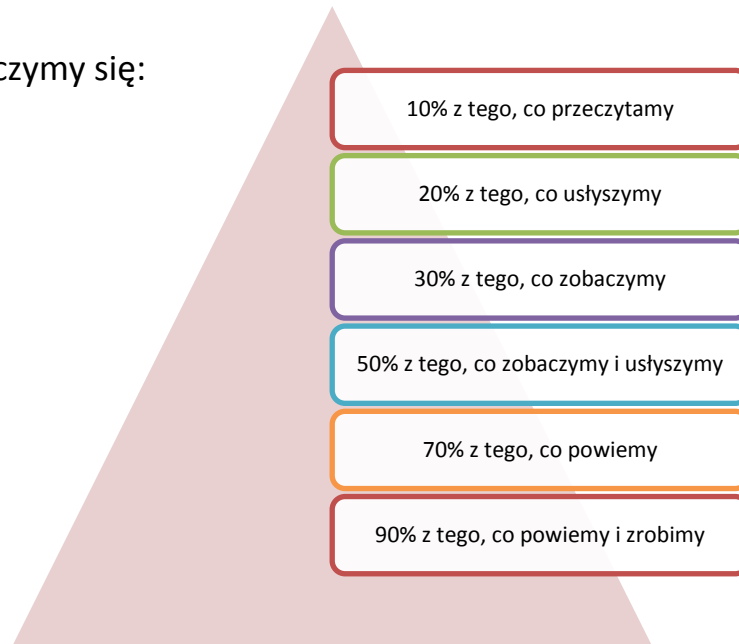 czymy się:
10% z tego, co przeczytamy
20% z tego, co usłyszymy
30% z tego, co zobaczymy
50% z tego, co zobaczymy i usłyszymy
70% z tego, co powiemy
90% z tego, co powiemy i zrobimy